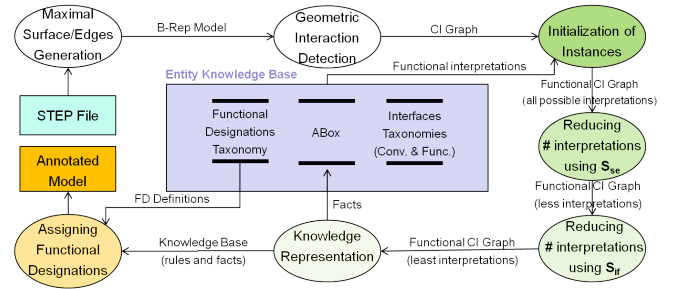 Maximal
Surface/Edges
Generation
B-Rep Model
Geometric
Interaction
Detection
CI Graph
Initialization of
Instances
Entity Knowledge Base
Functional interpretations
Functional CI Graph
(all possible interpretations)
STEP File
Functional
Designations
Taxonomy
ABox
Interfaces
Taxonomies
(Conv. & Func.)
Reducing
# interpretations
using S_se
Annotated
Model
Functional CI Graph
(less interpretations)
FD Definitions
Facts
Assigning
Functional
Designations
Knowledge Base
(rules and facts)
Knowledge
Representation
Functional CI Graph
(least interpretations)
Reducing
# interpretations
using S_if